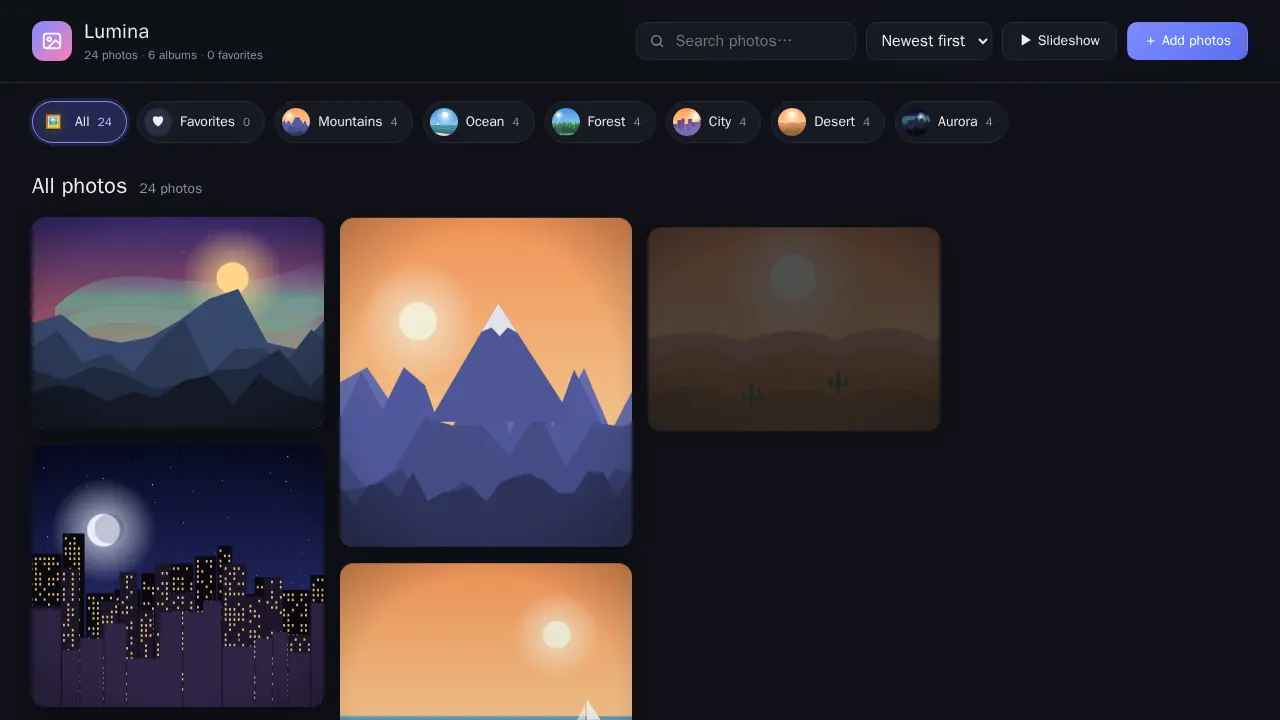 Lumina
24 photos · 6 albums · 0 favorites
Search photos…
Newest first
Slideshow
+ Add photos
All 24
Favorites 0
Mountains 4
Ocean 4
Forest 4
City 4
Desert 4
Aurora 4
All photos 24 photos